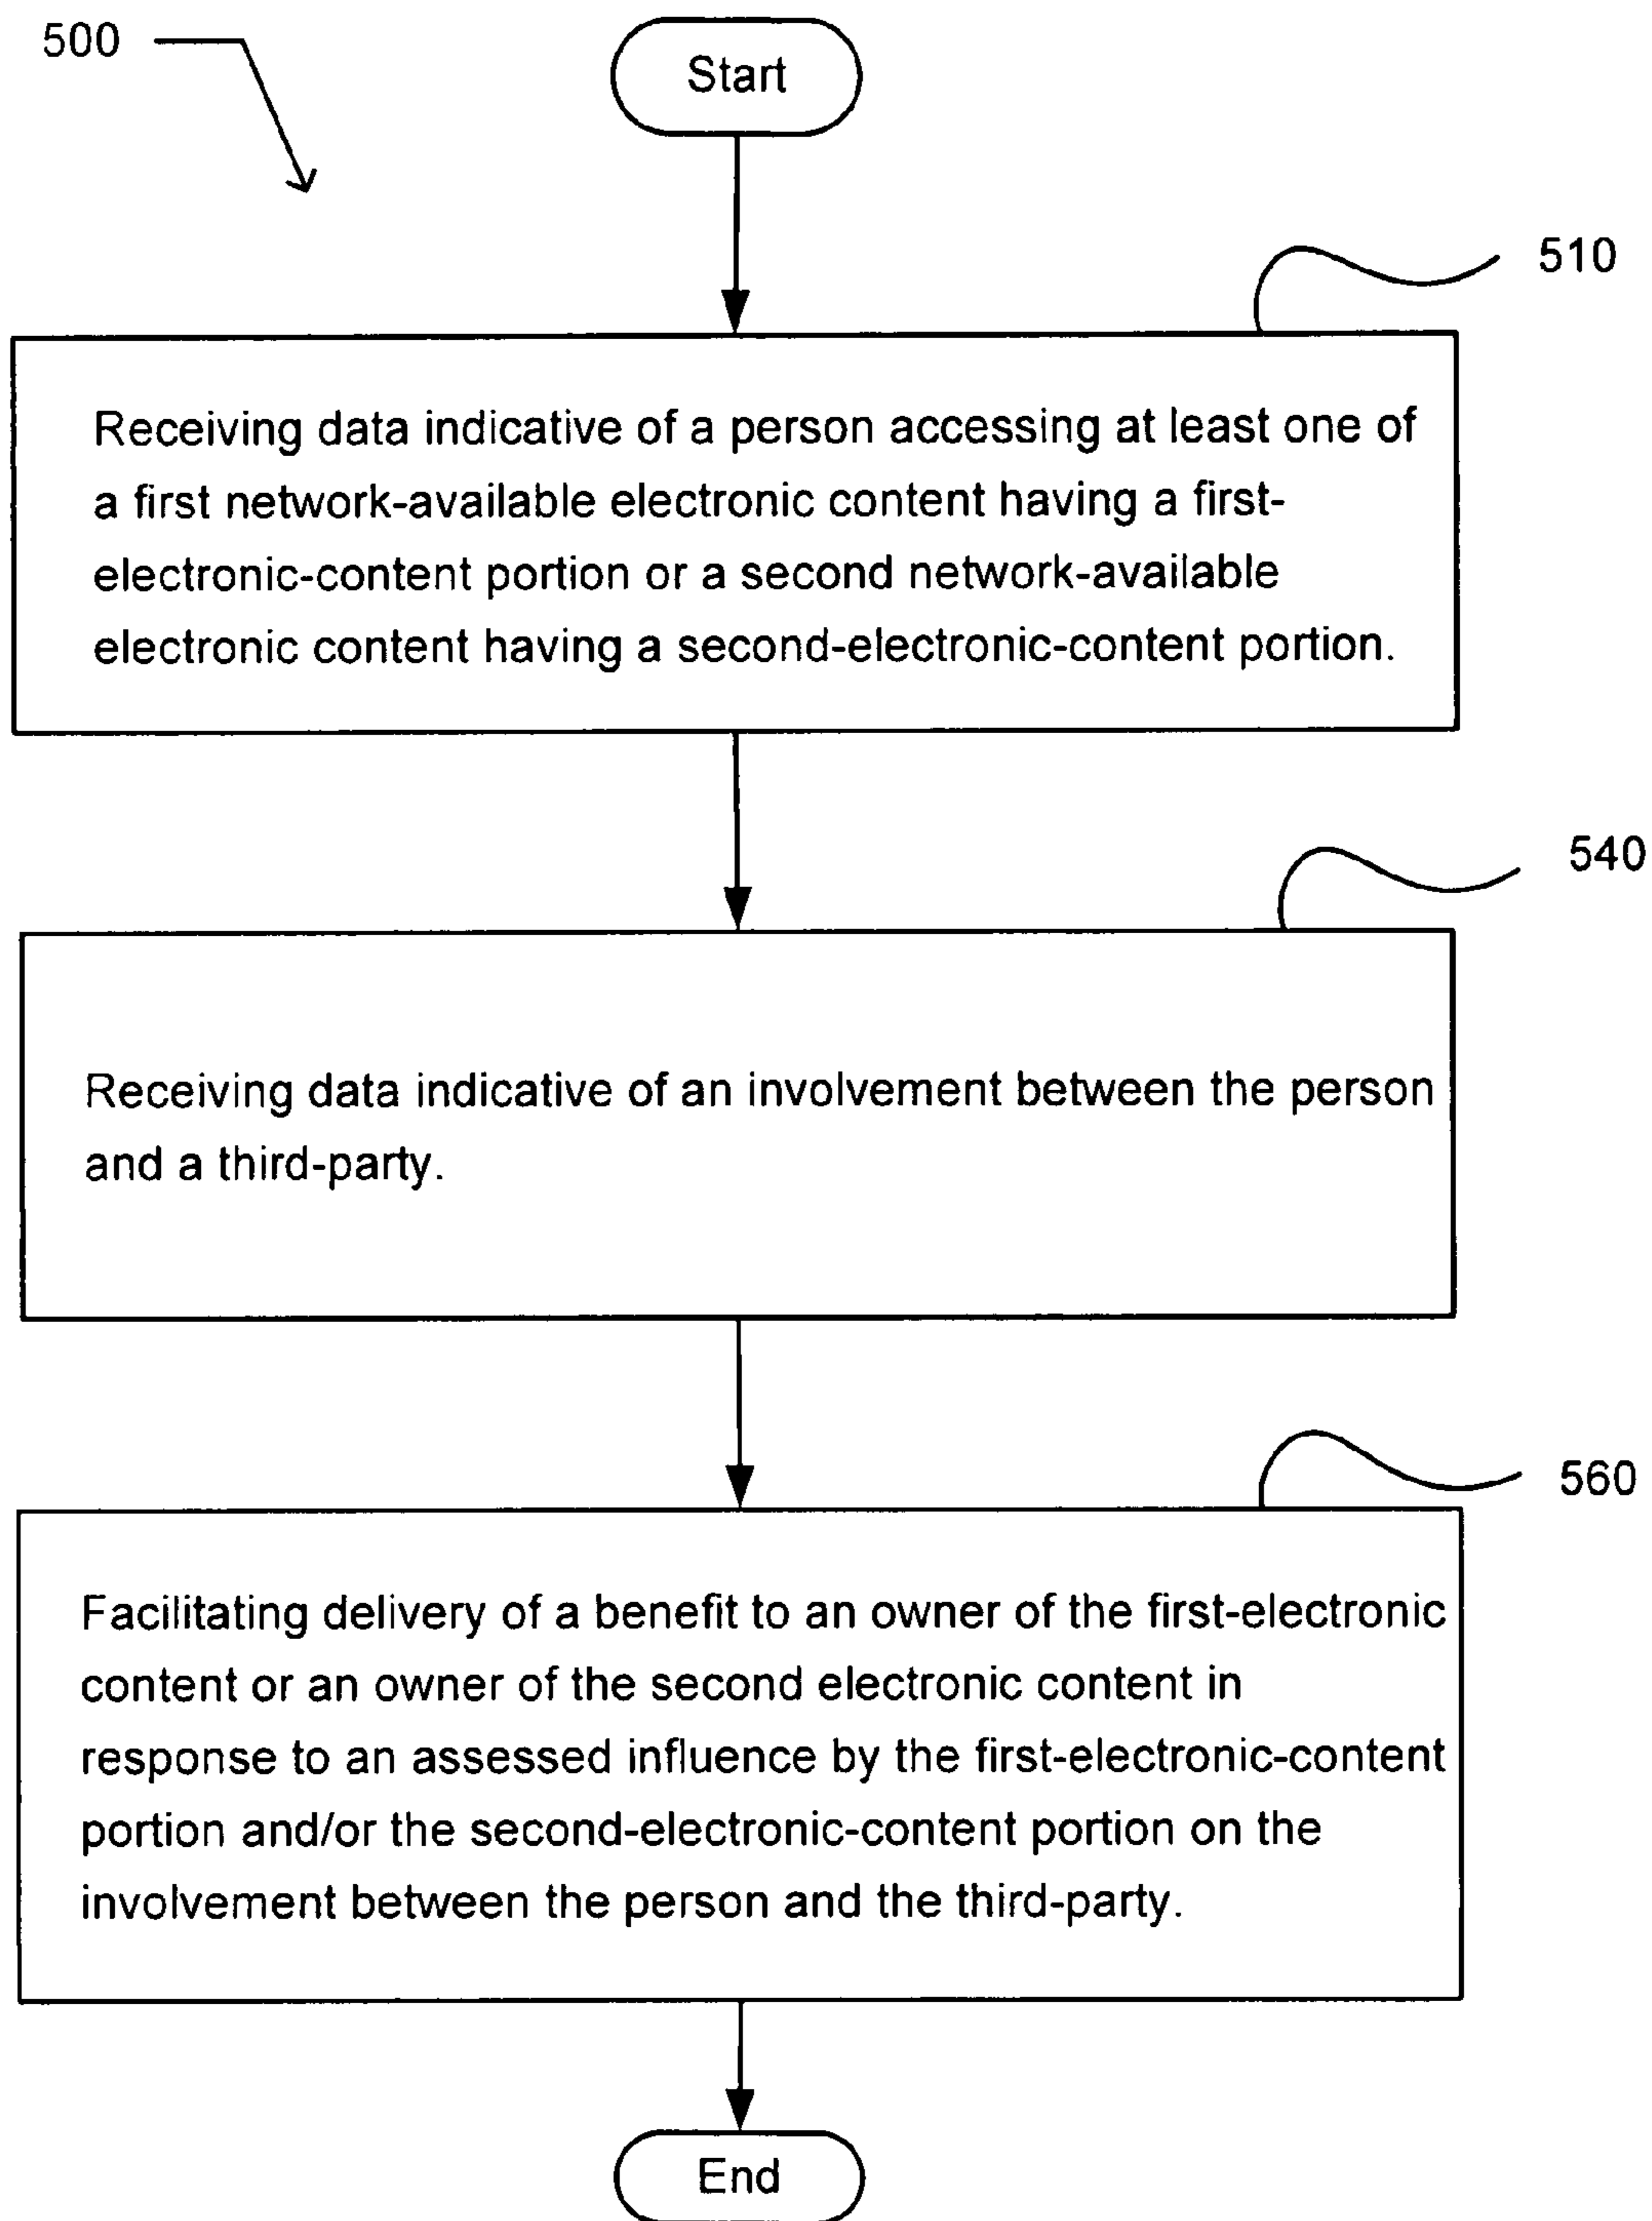 500
Start
510
Receiving data indicative of a person accessing at least one of
a first network-available electronic content having a first-
electronic-content portion or a second network-available
electronic content having a second-electronic-content portion.
540
Receiving data indicative of an involvement between the person
and a third-party.
560
Facilitating delivery of a benefit to an owner of the first-electronic
content or an owner of the second electronic content in
response to an assessed influence by the first-electronic-content
portion and/or the second-electronic-content portion on the
involvement between the person and the third-party.
End